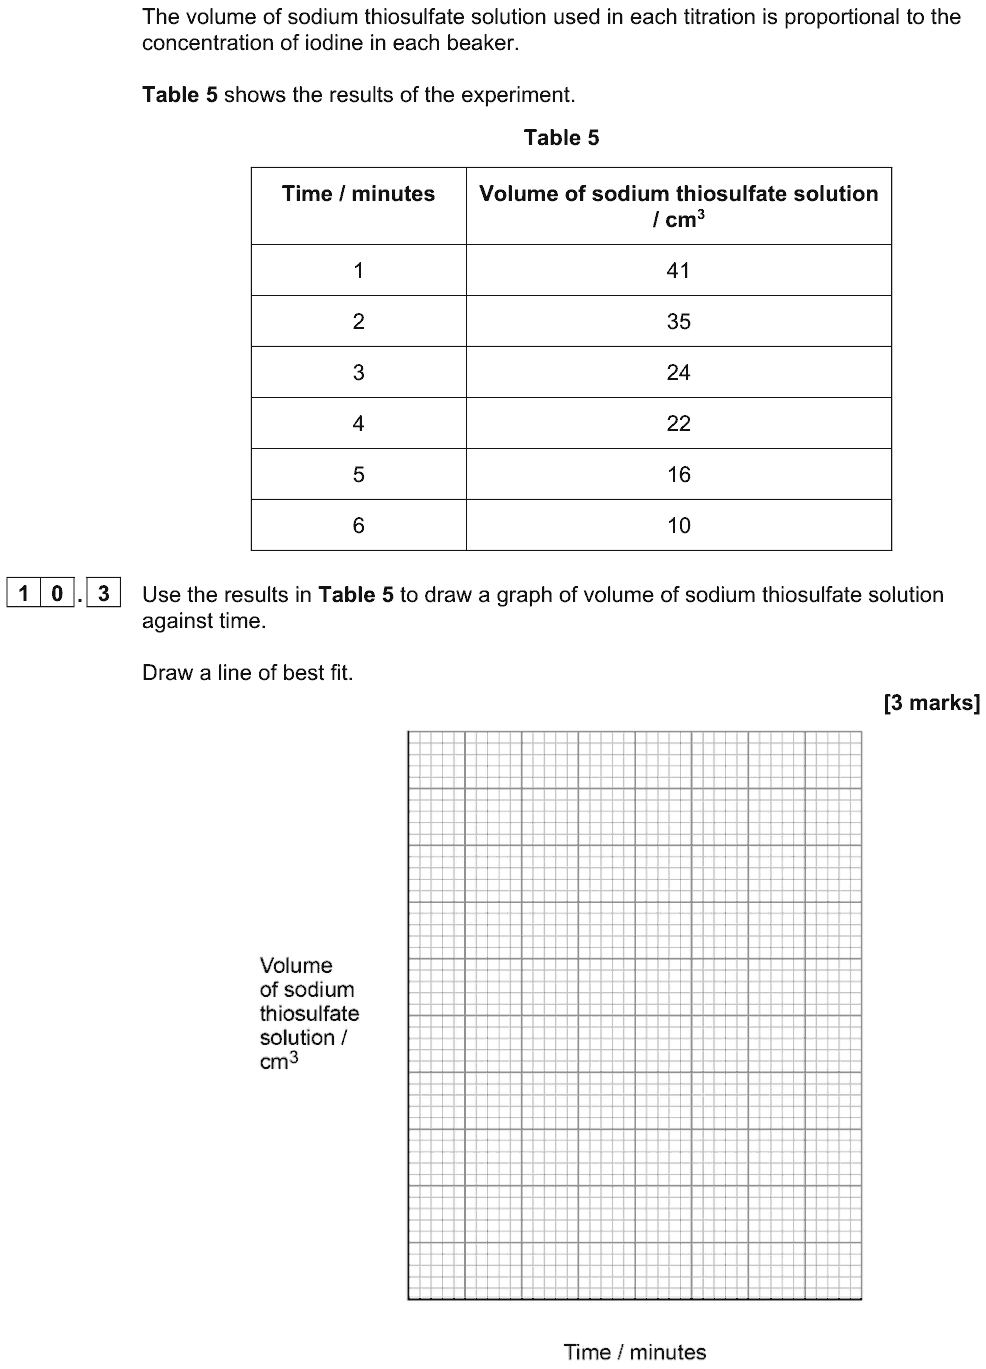 The volume of sodium thiosulfate solution used in each titration is proportional to the
concentration of iodine in each beaker.
Table 5 shows the results of the experiment.
Table 5
Time / minutes Volume of sodium thiosulfate solution
/ cm³
1 41
2 35
3 24
4 22
5 16
6 10
1 0 . 3 Use the results in Table 5 to draw a graph of volume of sodium thiosulfate solution
against time.
Draw a line of best fit.
[3 marks]
Volume
of sodium
thiosulfate
solution /
cm³
Time / minutes